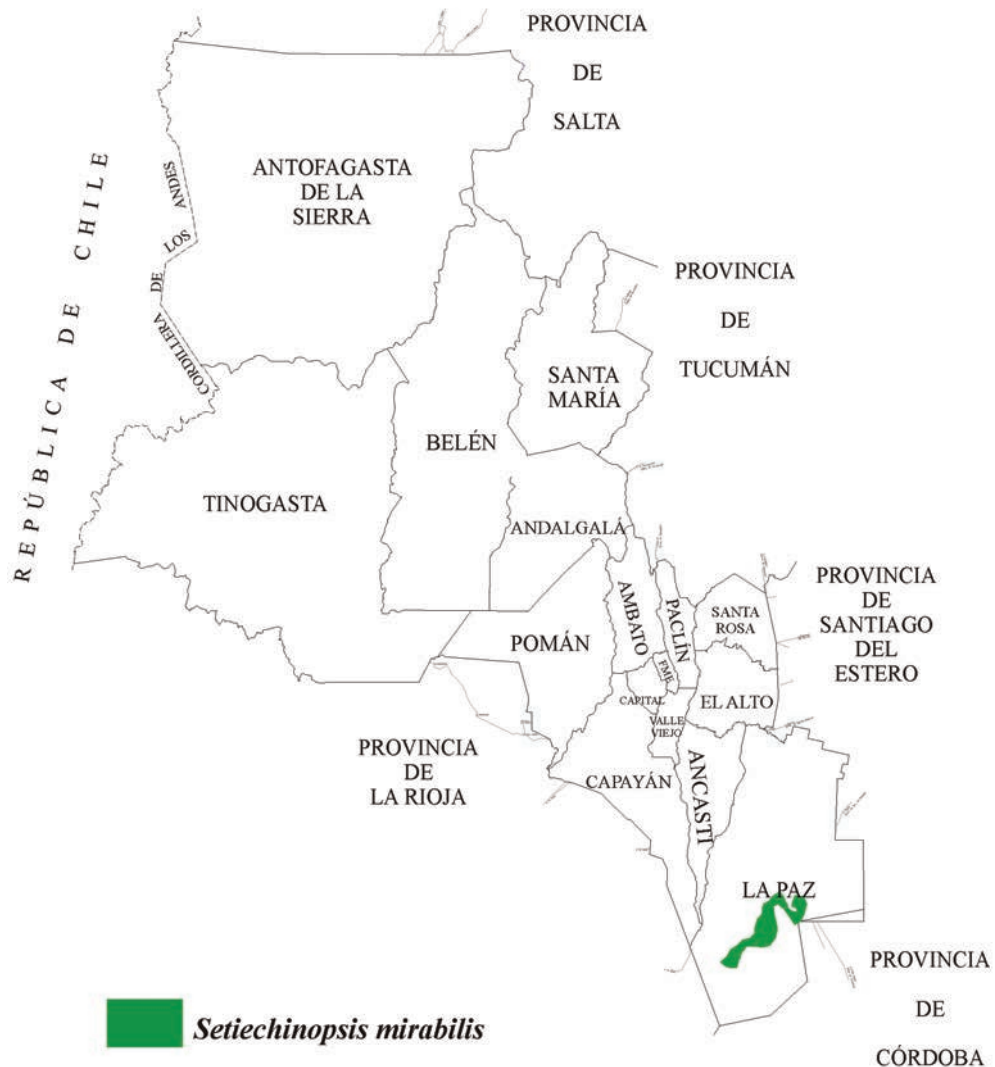 PROVINCIA
DE
SALTA
ANTOFAGASTA
DE LA
SIERRA
REPÚBLICA DE CHILE
CORDILLERA DE LOS ANDES
PROVINCIA
DE
TUCUMÁN
SANTA
MARÍA
BELÉN
TINOGASTA
ANDALGALÁ
PROVINCIA
DE
SANTIAGO
DEL
ESTERO
AMBATO
PACLÍN
SANTA
ROSA
POMÁN
FME
CAPITAL
EL ALTO
VALLE
VIEJO
PROVINCIA
DE
LA RIOJA
CAPAYÁN
ANCASTI
LA PAZ
PROVINCIA
DE
CÓRDOBA
Setiechinopsis mirabilis